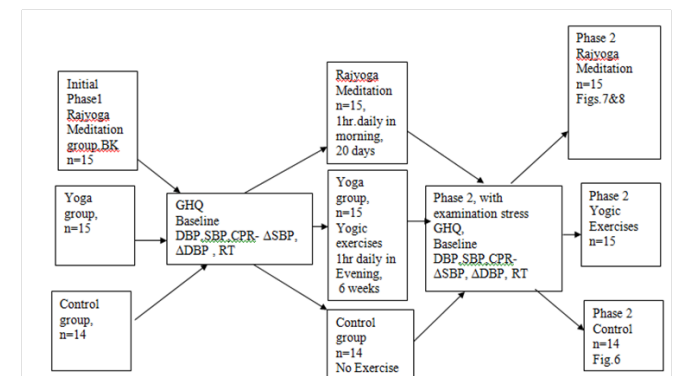 Initial
Phase1
Rajyoga
Meditation
group,BK
n=15
Yoga
group,
n=15
Control
group,
n=14
GHQ
Baseline
DBP,SBP,CPR- ΔSBP,
ΔDBP , RT
Rajyoga
Meditation
n=15,
1hr.daily in
morning,
20 days
Yoga
group,
n=15
Yogic
exercises
1hr daily in
Evening,
6 weeks
Control
group
n=14
No Exercise
Phase 2, with
examination stress
GHQ,
Baseline
DBP,SBP,CPR-
ΔSBP, ΔDBP, RT
Phase 2
Rajyoga
Meditation
n=15
Figs.7&8
Phase 2
Yogic
Exercises
n=15
Phase 2
Control
n=14
Fig.6